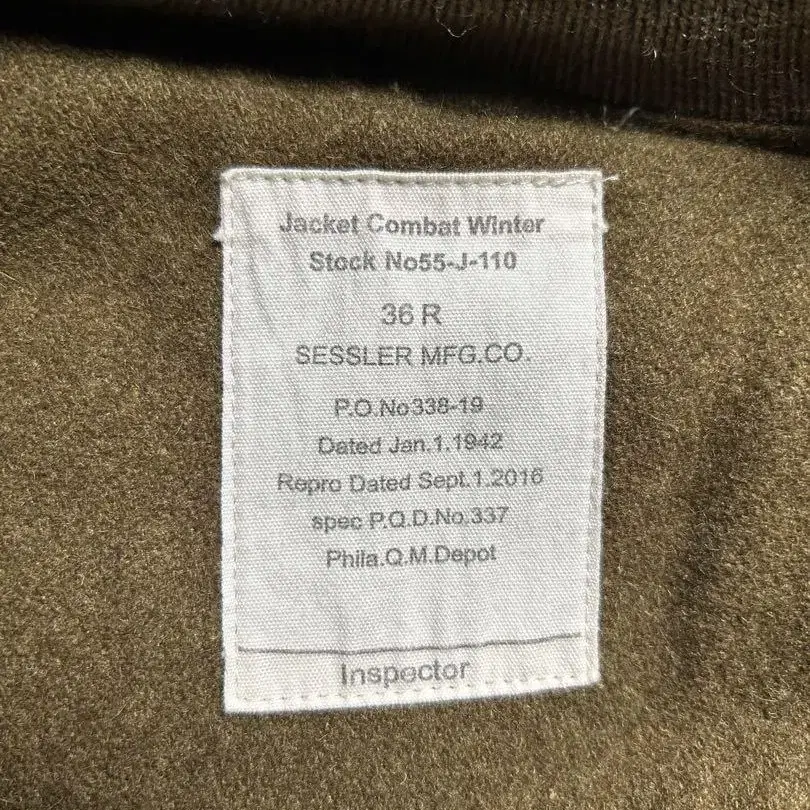 Jacket Combat Winter
Stock No55-J-110
36 R
SESSLER MFG.CO.
P.O.No338-19
Dated Jan.1.1942
Repro Dated Sept.1.2016
spec P.Q.D.No.337
Phila.Q.M.Depot
Inspector